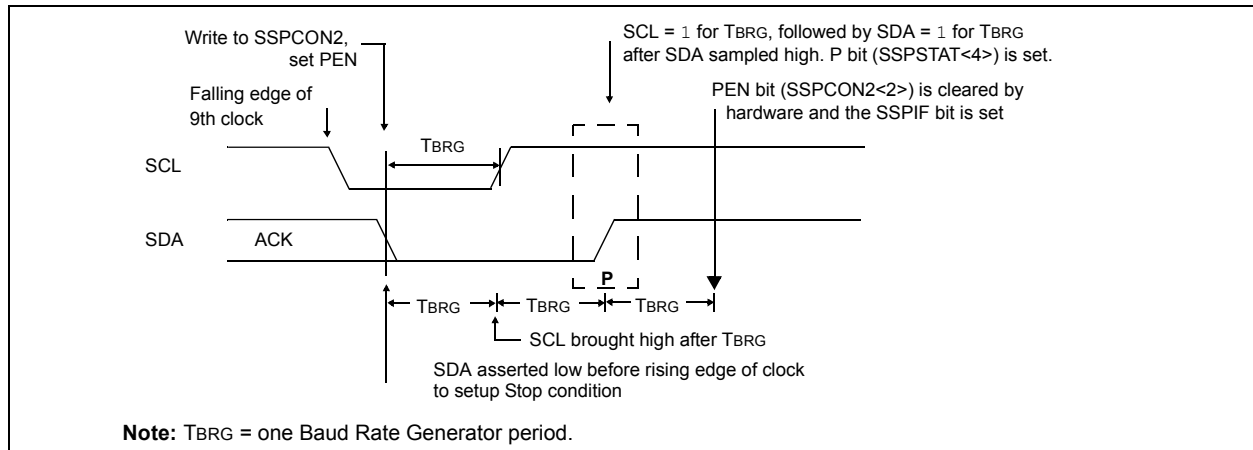 Write to SSPCON2,
set PEN
SCL = 1 for TBRG, followed by SDA = 1 for TBRG
after SDA sampled high. P bit (SSPSTAT<4>) is set.
Falling edge of
9th clock
PEN bit (SSPCON2<2>) is cleared by
hardware and the SSPIF bit is set
TBRG
SCL
SDA
ACK
P
TBRG
TBRG
TBRG
SCL brought high after TBRG
SDA asserted low before rising edge of clock
to setup Stop condition
Note: TBRG = one Baud Rate Generator period.